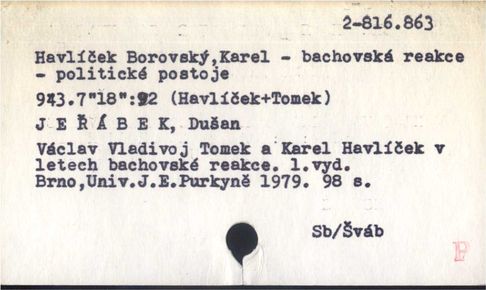 2-816.863
Havlíček Borovský,Karel - bachovská reakce
- politické postoje
943.7"18":92 (Havlíček+Tomek)
J E Ř Á B E K, Dušan
Václav Vladivoj Tomek a Karel Havlíček v
letech bachovské reakce. 1.vyd.
Brno,Univ.J.E.Purkyně 1979. 98 s.
Sb/Šváb
P